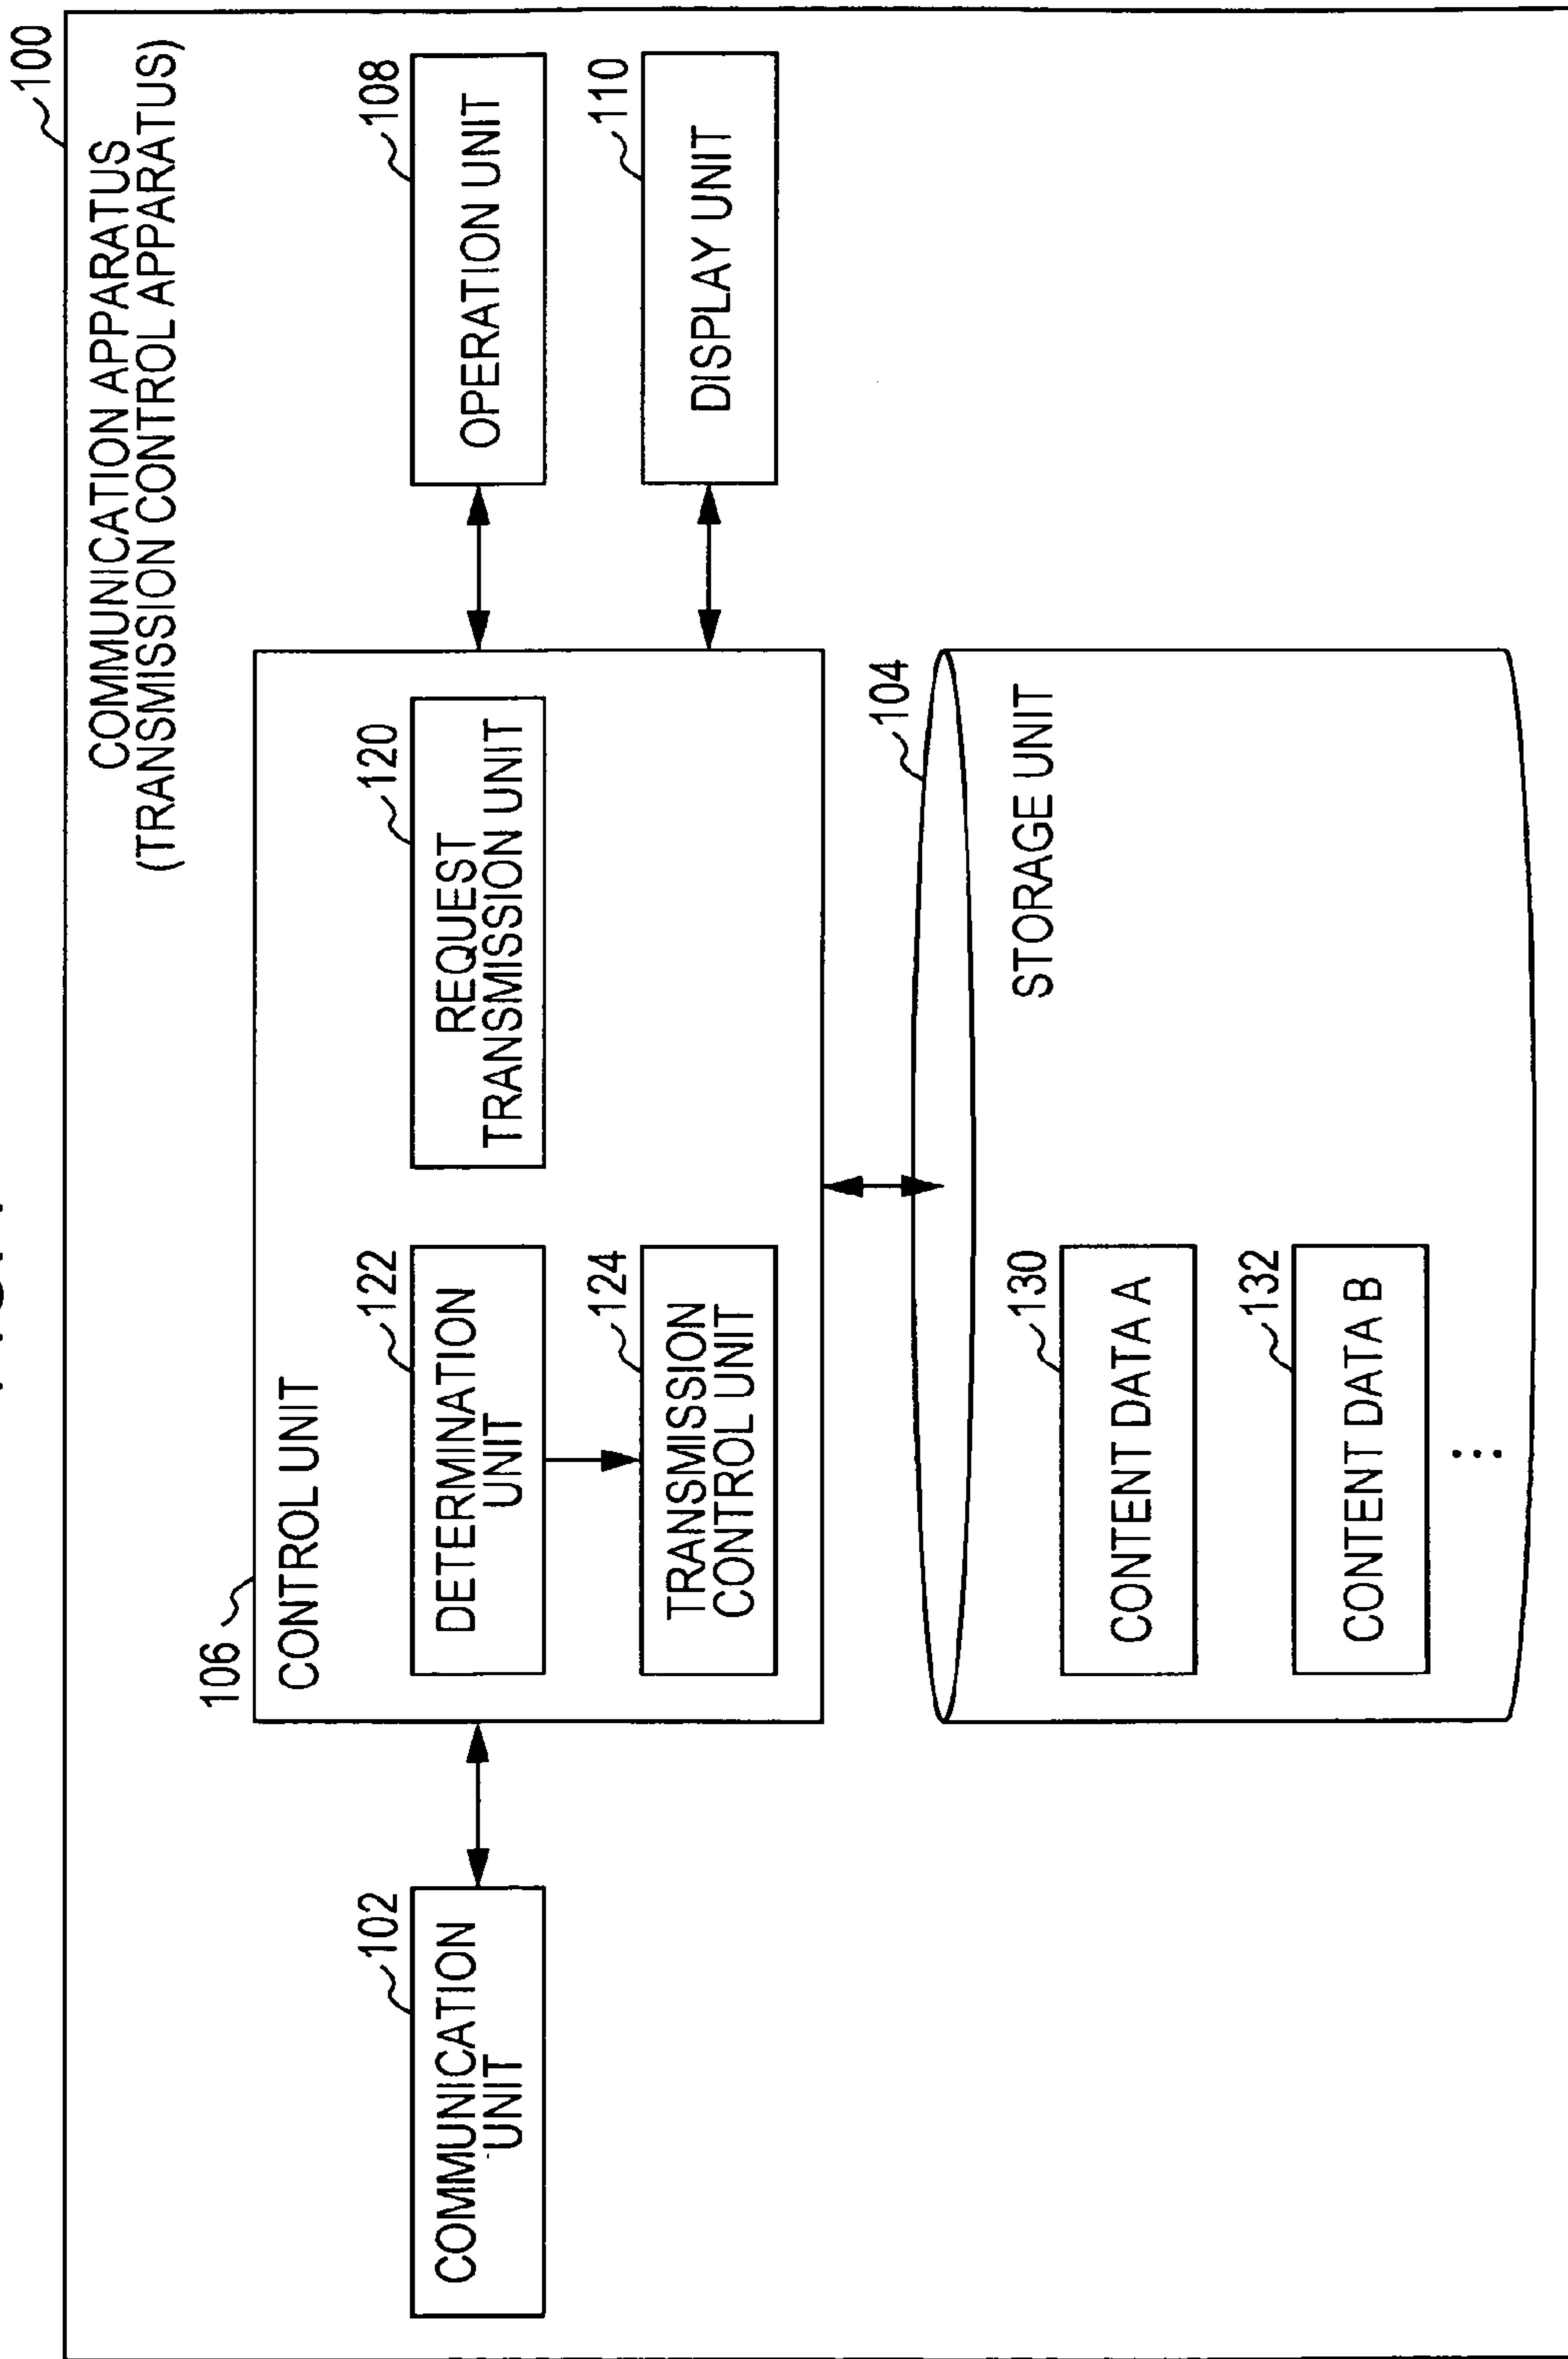 100
COMMUNICATION APPARATUS
(TRANSMISSION CONTROL APPARATUS)
106
CONTROL UNIT
102
COMMUNICATION
UNIT
122
DETERMINATION
UNIT
120
REQUEST
TRANSMISSION UNIT
108
OPERATION UNIT
124
TRANSMISSION
CONTROL UNIT
110
DISPLAY UNIT
104
STORAGE UNIT
130
CONTENT DATA A
132
CONTENT DATA B
⋮